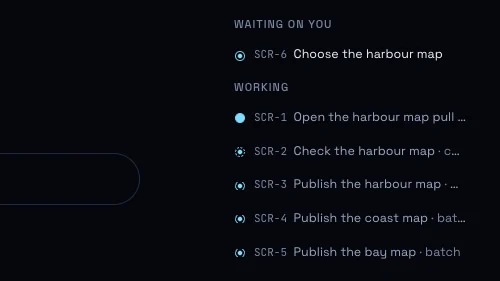 WAITING ON YOU
SCR-6 Choose the harbour map
WORKING
SCR-1 Open the harbour map pull …
SCR-2 Check the harbour map · c…
SCR-3 Publish the harbour map · …
SCR-4 Publish the coast map · bat…
SCR-5 Publish the bay map · batch